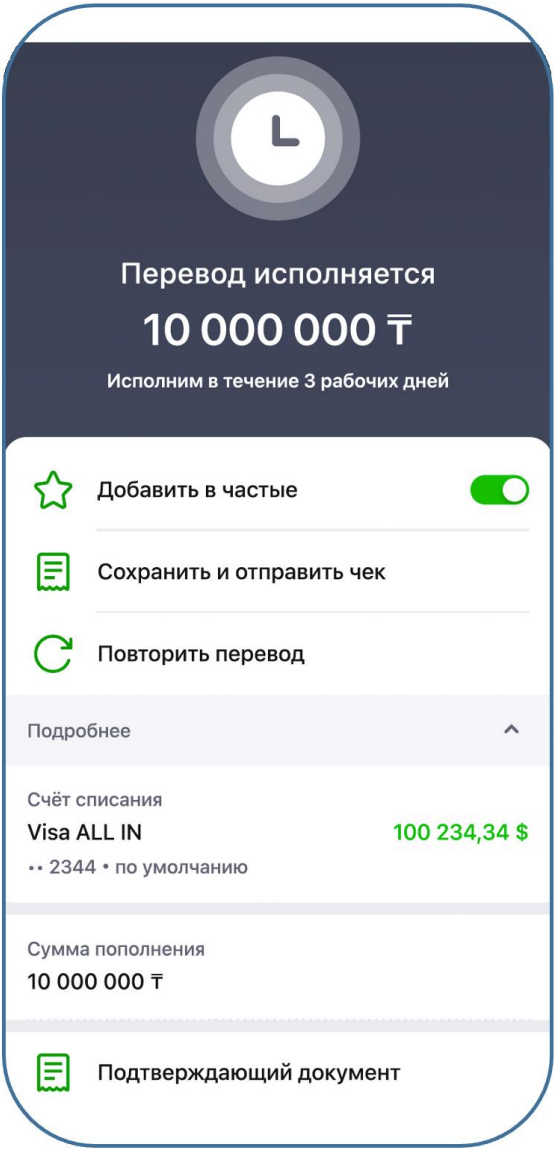 Перевод исполняется
10 000 000 ₸
Исполним в течение 3 рабочих дней
Добавить в частые
Сохранить и отправить чек
Повторить перевод
Подробнее
Счёт списания
Visa ALL IN 100 234,34 $
•• 2344 • по умолчанию
Сумма пополнения
10 000 000 ₸
Подтверждающий документ